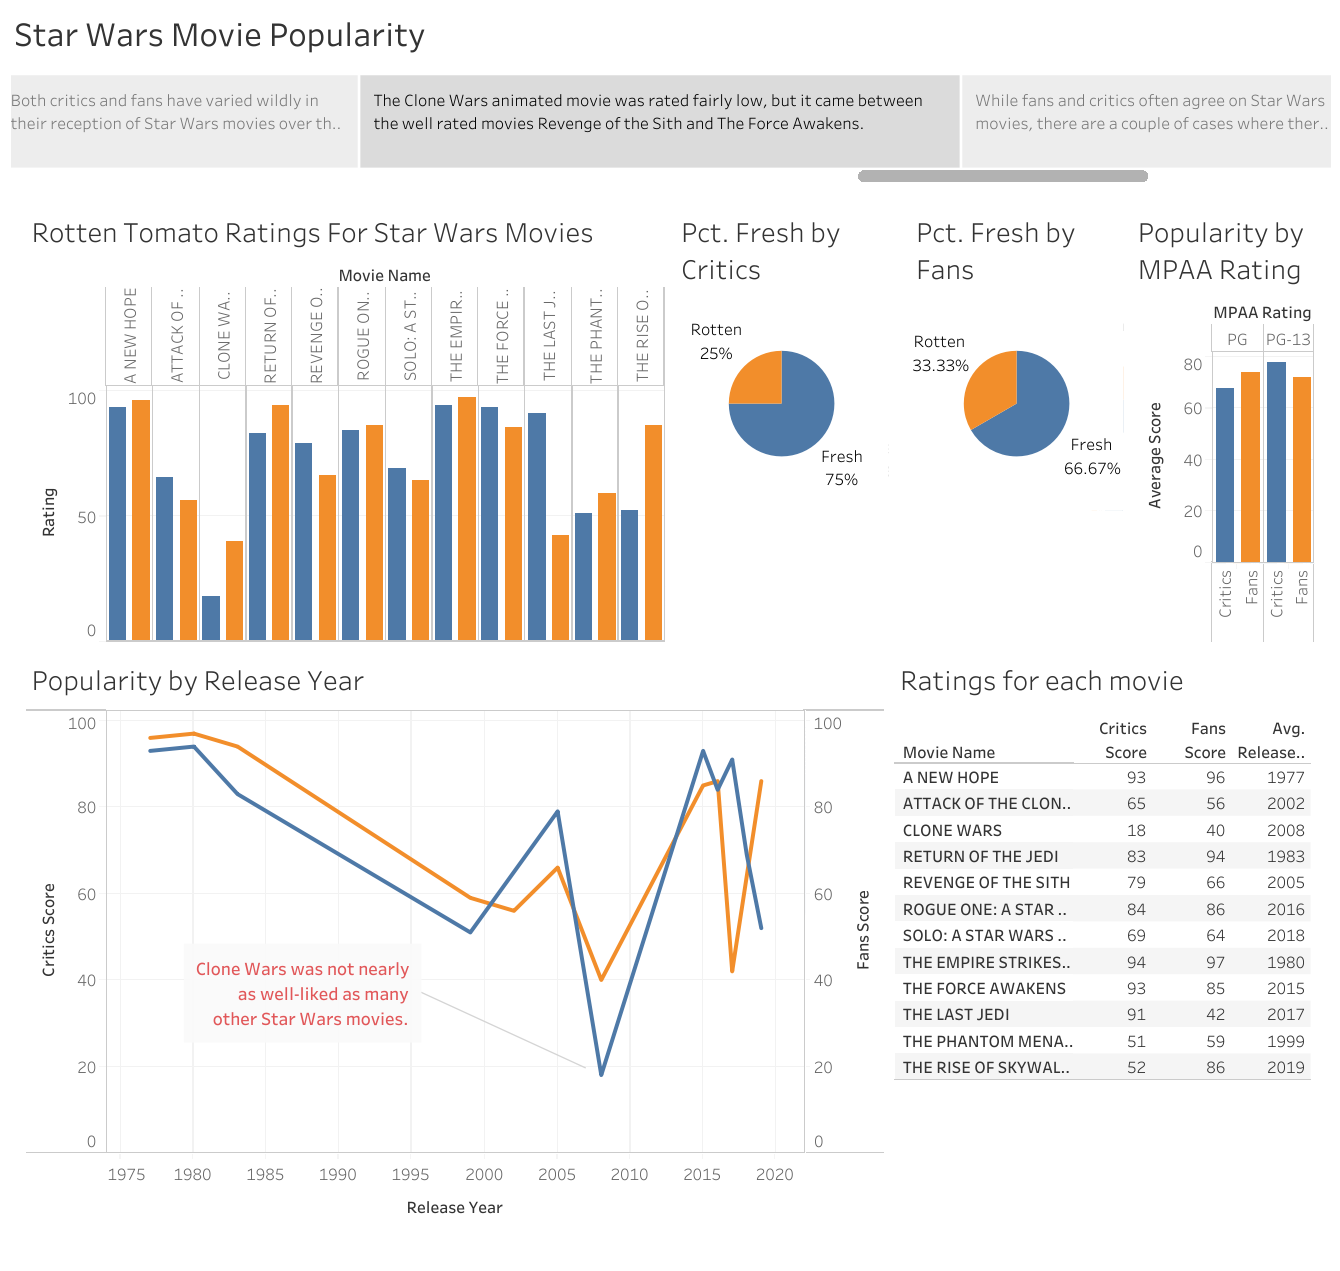 Star Wars Movie Popularity
Both critics and fans have varied wildly in
their reception of Star Wars movies over th..
The Clone Wars animated movie was rated fairly low, but it came between
the well rated movies Revenge of the Sith and The Force Awakens.
While fans and critics often agree on Star Wars
movies, there are a couple of cases where ther..
Rotten Tomato Ratings For Star Wars Movies
Movie Name
A NEW HOPE
ATTACK OF ..
CLONE WA..
RETURN OF..
REVENGE O..
ROGUE ON..
SOLO: A ST..
THE EMPIR..
THE FORCE ..
THE LAST J..
THE PHANT..
THE RISE O..
Rating
100
50
0
Pct. Fresh by
Critics
Rotten
25%
Fresh
75%
Pct. Fresh by
Fans
Rotten
33.33%
Fresh
66.67%
Popularity by
MPAA Rating
MPAA Rating
PG PG-13
Average Score
80
60
40
20
0
Critics
Fans
Critics
Fans
Popularity by Release Year
Critics Score
100
80
60
40
20
0
Clone Wars was not nearly
as well-liked as many
other Star Wars movies.
100
80
60
40
20
0
Fans Score
1975 1980 1985 1990 1995 2000 2005 2010 2015 2020
Release Year
Ratings for each movie
Critics Fans Avg.
Movie Name Score Score Release..
A NEW HOPE 93 96 1977
ATTACK OF THE CLON.. 65 56 2002
CLONE WARS 18 40 2008
RETURN OF THE JEDI 83 94 1983
REVENGE OF THE SITH 79 66 2005
ROGUE ONE: A STAR .. 84 86 2016
SOLO: A STAR WARS .. 69 64 2018
THE EMPIRE STRIKES.. 94 97 1980
THE FORCE AWAKENS 93 85 2015
THE LAST JEDI 91 42 2017
THE PHANTOM MENA.. 51 59 1999
THE RISE OF SKYWAL.. 52 86 2019